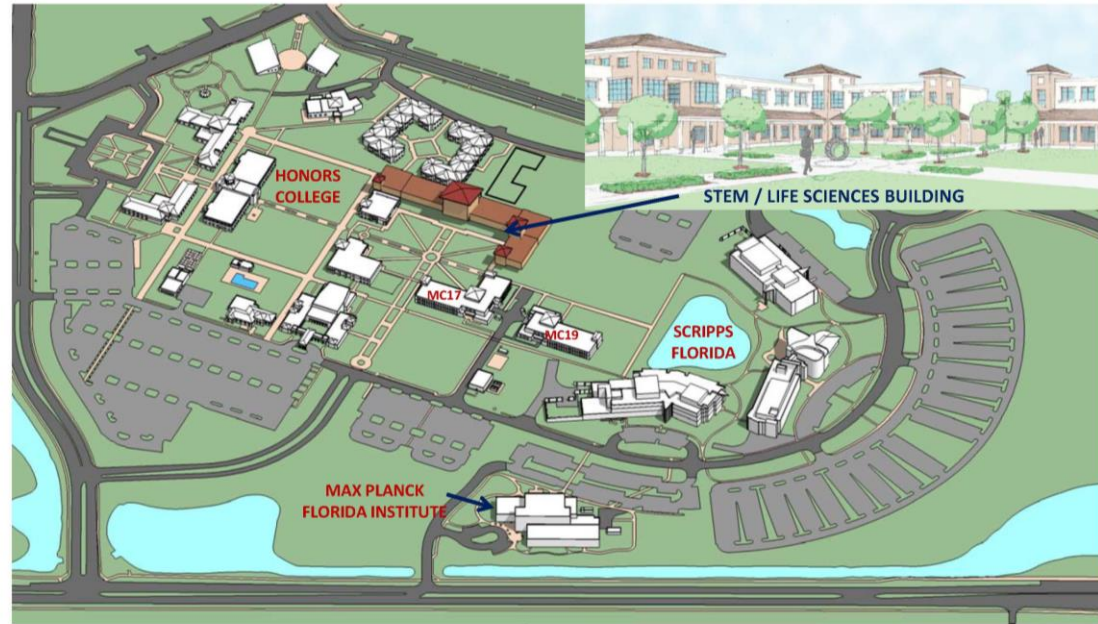 HONORS
COLLEGE
STEM / LIFE SCIENCES BUILDING
MC17
MC19
SCRIPPS
FLORIDA
MAX PLANCK
FLORIDA INSTITUTE